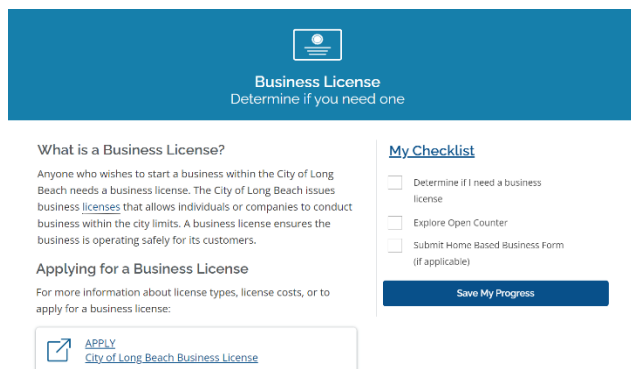 Business License
Determine if you need one
What is a Business License?
Anyone who wishes to start a business within the City of Long
Beach needs a business license. The City of Long Beach issues
business licenses that allows individuals or companies to conduct
business within the city limits. A business license ensures the
business is operating safely for its customers.
Applying for a Business License
For more information about license types, license costs, or to
apply for a business license:
APPLY
City of Long Beach Business License
My Checklist
Determine if I need a business
license
Explore Open Counter
Submit Home Based Business Form
(if applicable)
Save My Progress